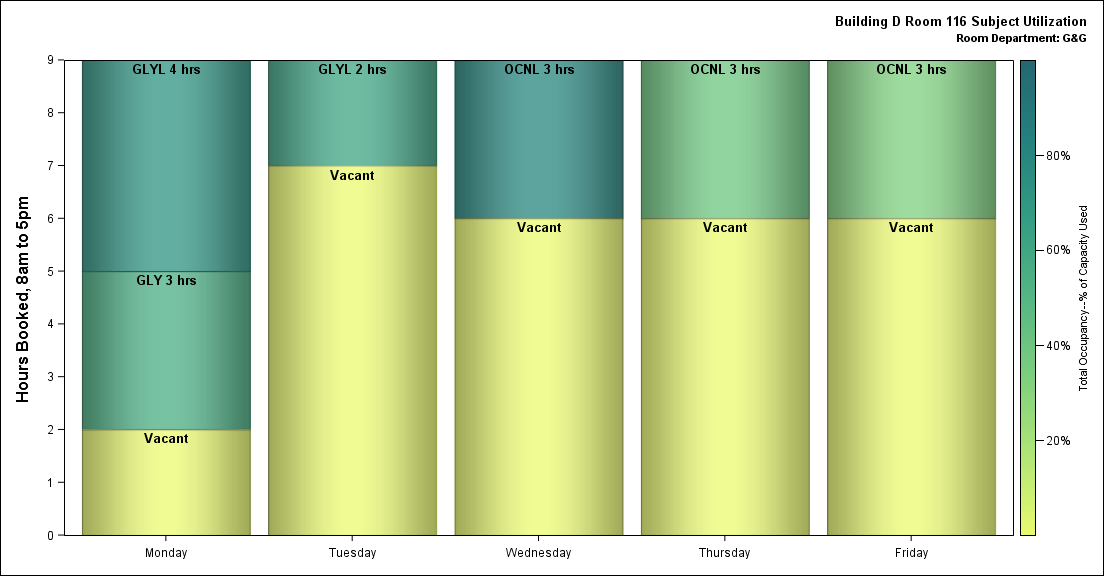 Building D Room 116 Subject Utilization
Room Department: G&G
Hours Booked, 8am to 5pm
9
8
7
6
5
4
3
2
1
0
GLYL 4 hrs
GLY 3 hrs
Vacant
GLYL 2 hrs
Vacant
OCNL 3 hrs
Vacant
OCNL 3 hrs
Vacant
OCNL 3 hrs
Vacant
Monday
Tuesday
Wednesday
Thursday
Friday
80%
60%
40%
20%
Total Occupancy--% of Capacity Used